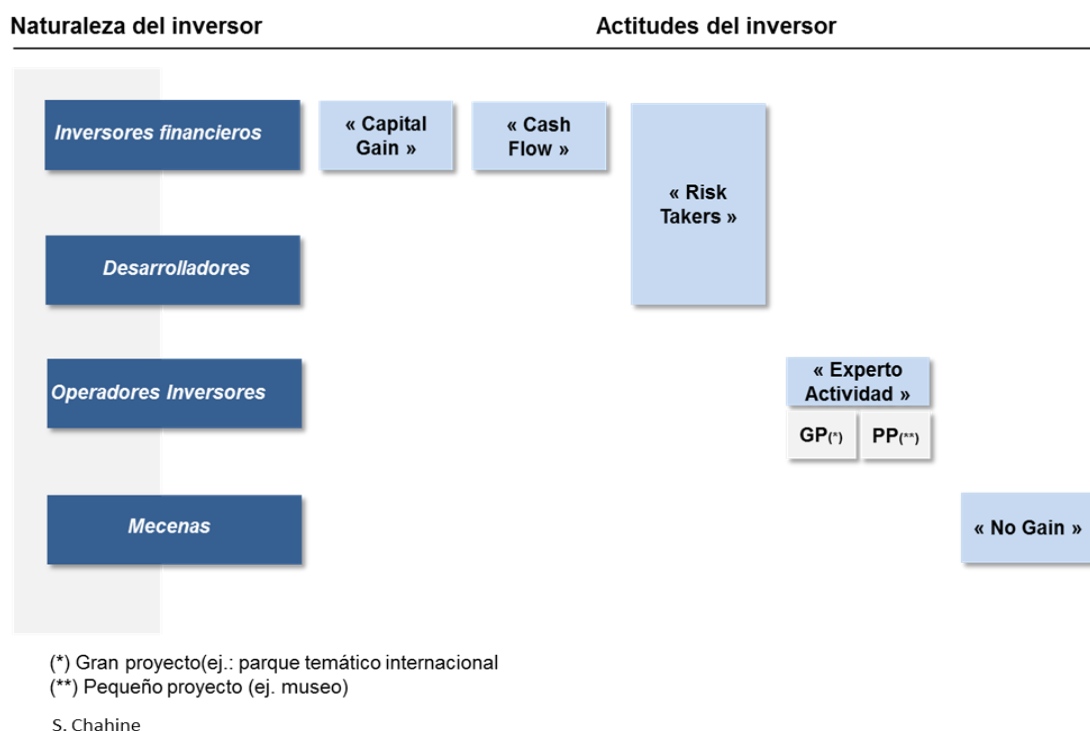 Naturaleza del inversor
Actitudes del inversor
Inversores financieros
« Capital
Gain »
« Cash
Flow »
« Risk
Takers »
Desarrolladores
Operadores Inversores
« Experto
Actividad »
GP(*)
PP(**)
Mecenas
« No Gain »
(*) Gran proyecto(ej.: parque temático internacional
(**) Pequeño proyecto (ej. museo)
S. Chahine